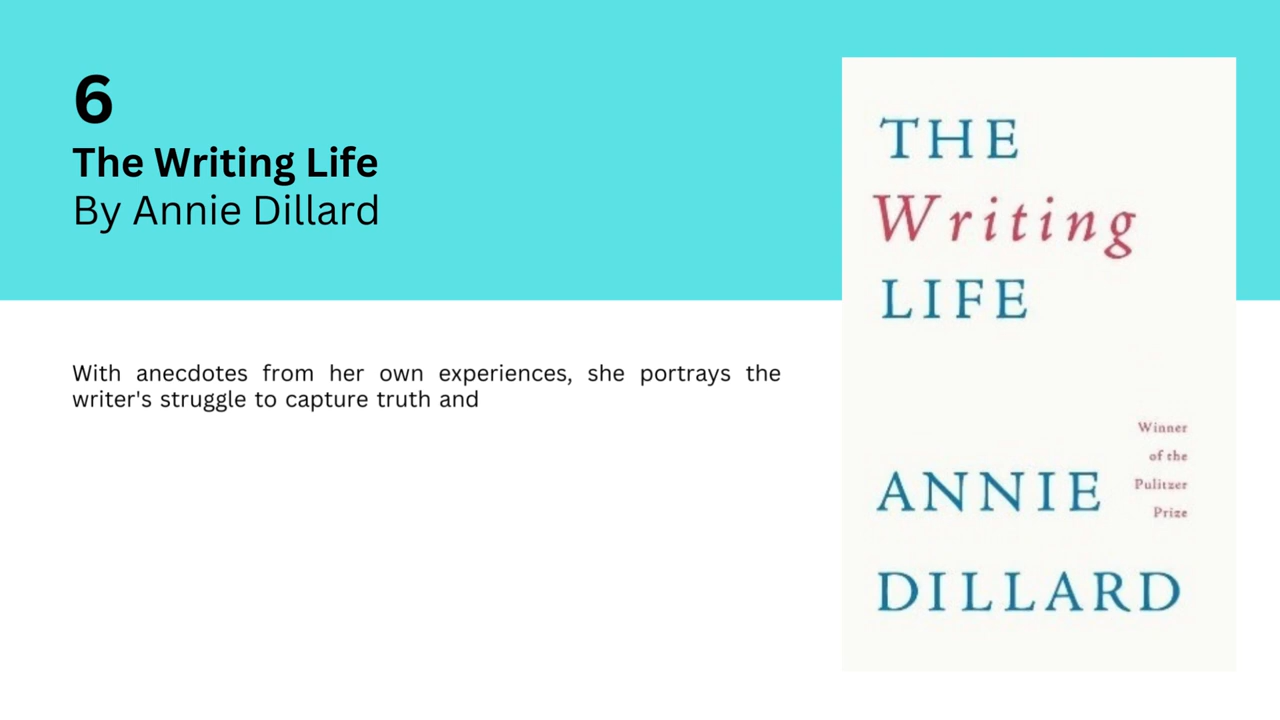 6
The Writing Life
By Annie Dillard
With anecdotes from her own experiences, she portrays the
writer's struggle to capture truth and
THE
Writing
LIFE
Winner
of the
Pulitzer
Prize
ANNIE
DILLARD